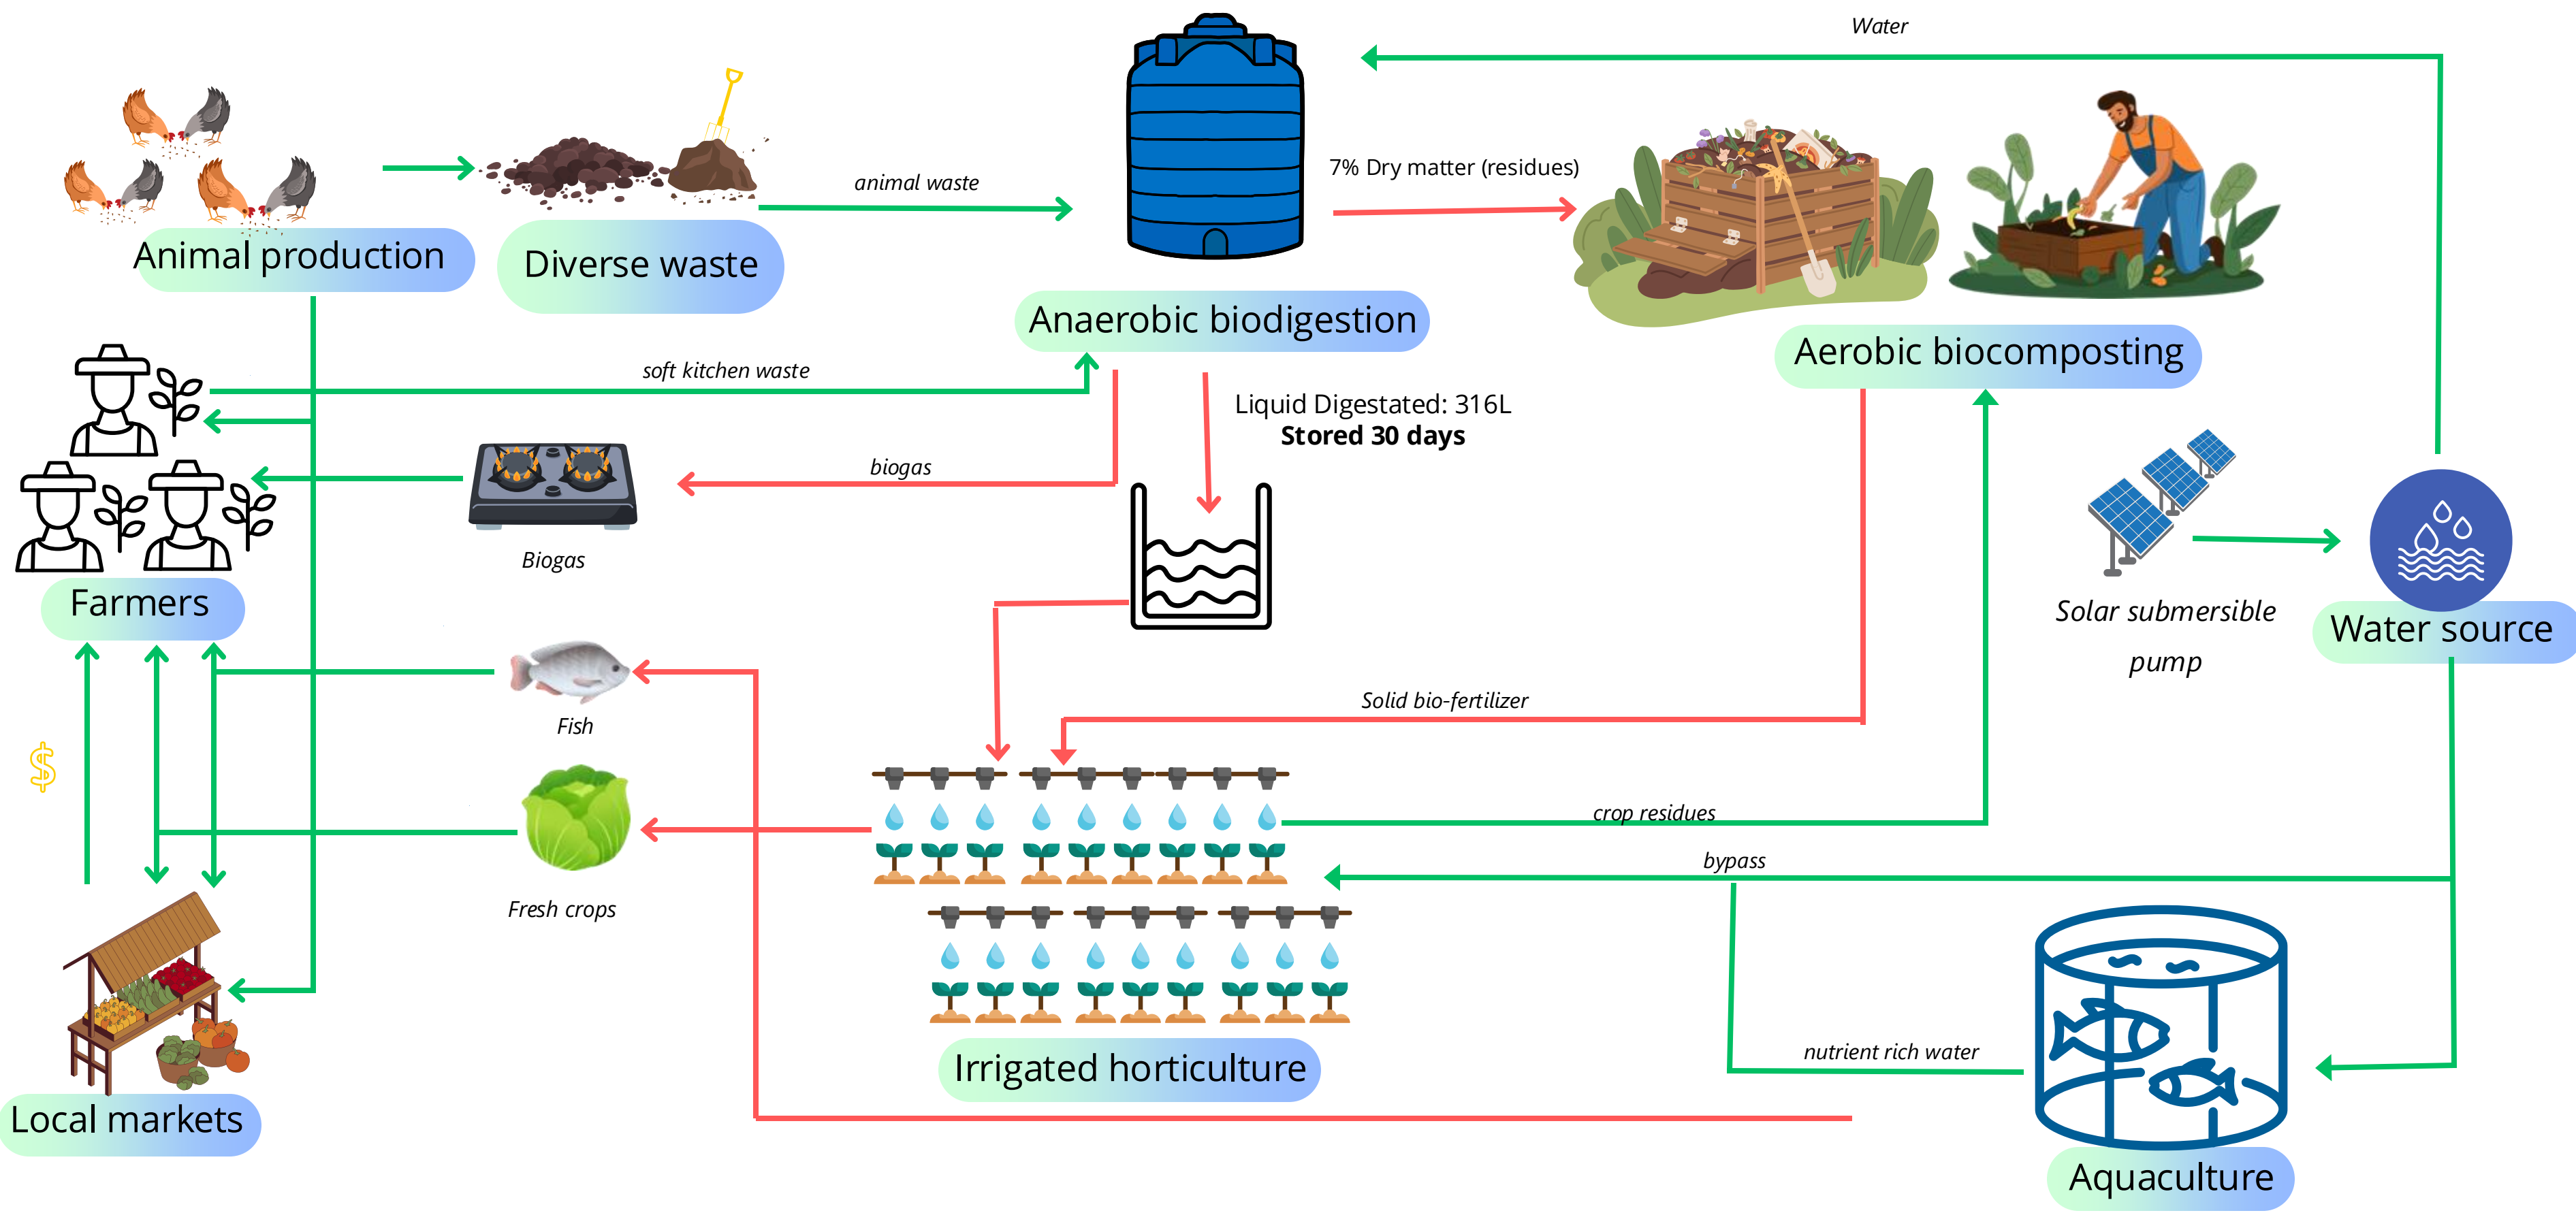 Water
animal waste
7% Dry matter (residues)
Animal production
Diverse waste
Anaerobic biodigestion
Aerobic biocomposting
soft kitchen waste
Liquid Digestated: 316L
Stored 30 days
biogas
Biogas
Farmers
Solar submersible
pump
Water source
Solid bio-fertilizer
Fish
$
crop residues
bypass
Fresh crops
nutrient rich water
Irrigated horticulture
Local markets
Aquaculture